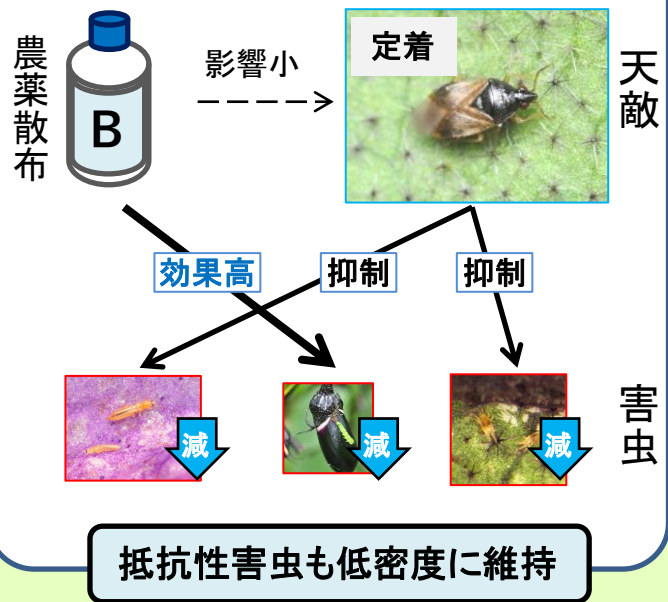 農薬散布
B
影響小
定着
天敵
効果高
抑制
抑制
減
減
減
害虫
抵抗性害虫も低密度に維持